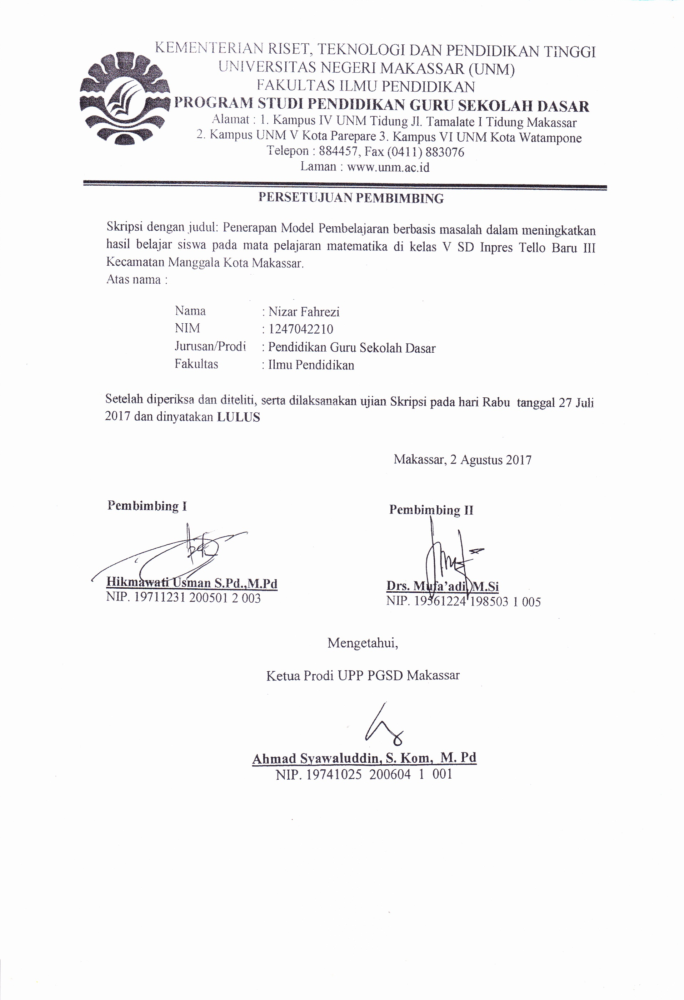 KEMENTERIAN RISET, TEKNOLOGI DAN PENDIDIKAN TINGGI
UNIVERSITAS NEGERI MAKASSAR (UNM)
FAKULTAS ILMU PENDIDIKAN
PROGRAM STUDI PENDIDIKAN GURU SEKOLAH DASAR
Alamat : 1. Kampus IV UNM Tidung Jl. Tamalate I Tidung Makassar
2. Kampus UNM V Kota Parepare 3. Kampus VI UNM Kota Watampone
Telepon : 884457, Fax (0411) 883076
Laman : www.unm.ac.id
PERSETUJUAN PEMBIMBING
Skripsi dengan judul: Penerapan Model Pembelajaran berbasis masalah dalam meningkatkan
hasil belajar siswa pada mata pelajaran matematika di kelas V SD Inpres Tello Baru III
Kecamatan Manggala Kota Makassar.
Atas nama :
Nama : Nizar Fahrezi
NIM : 1247042210
Jurusan/Prodi : Pendidikan Guru Sekolah Dasar
Fakultas : Ilmu Pendidikan
Setelah diperiksa dan diteliti, serta dilaksanakan ujian Skripsi pada hari Rabu tanggal 27 Juli
2017 dan dinyatakan LULUS
Makassar, 2 Agustus 2017
Pembimbing I
Hikmawati Usman S.Pd.,M.Pd
NIP. 19711231 200501 2 003
Pembimbing II
Drs. Mufa'adi, M.Si
NIP. 19561224 198503 1 005
Mengetahui,
Ketua Prodi UPP PGSD Makassar
Ahmad Syawaluddin, S. Kom, M. Pd
NIP. 19741025 200604 1 001